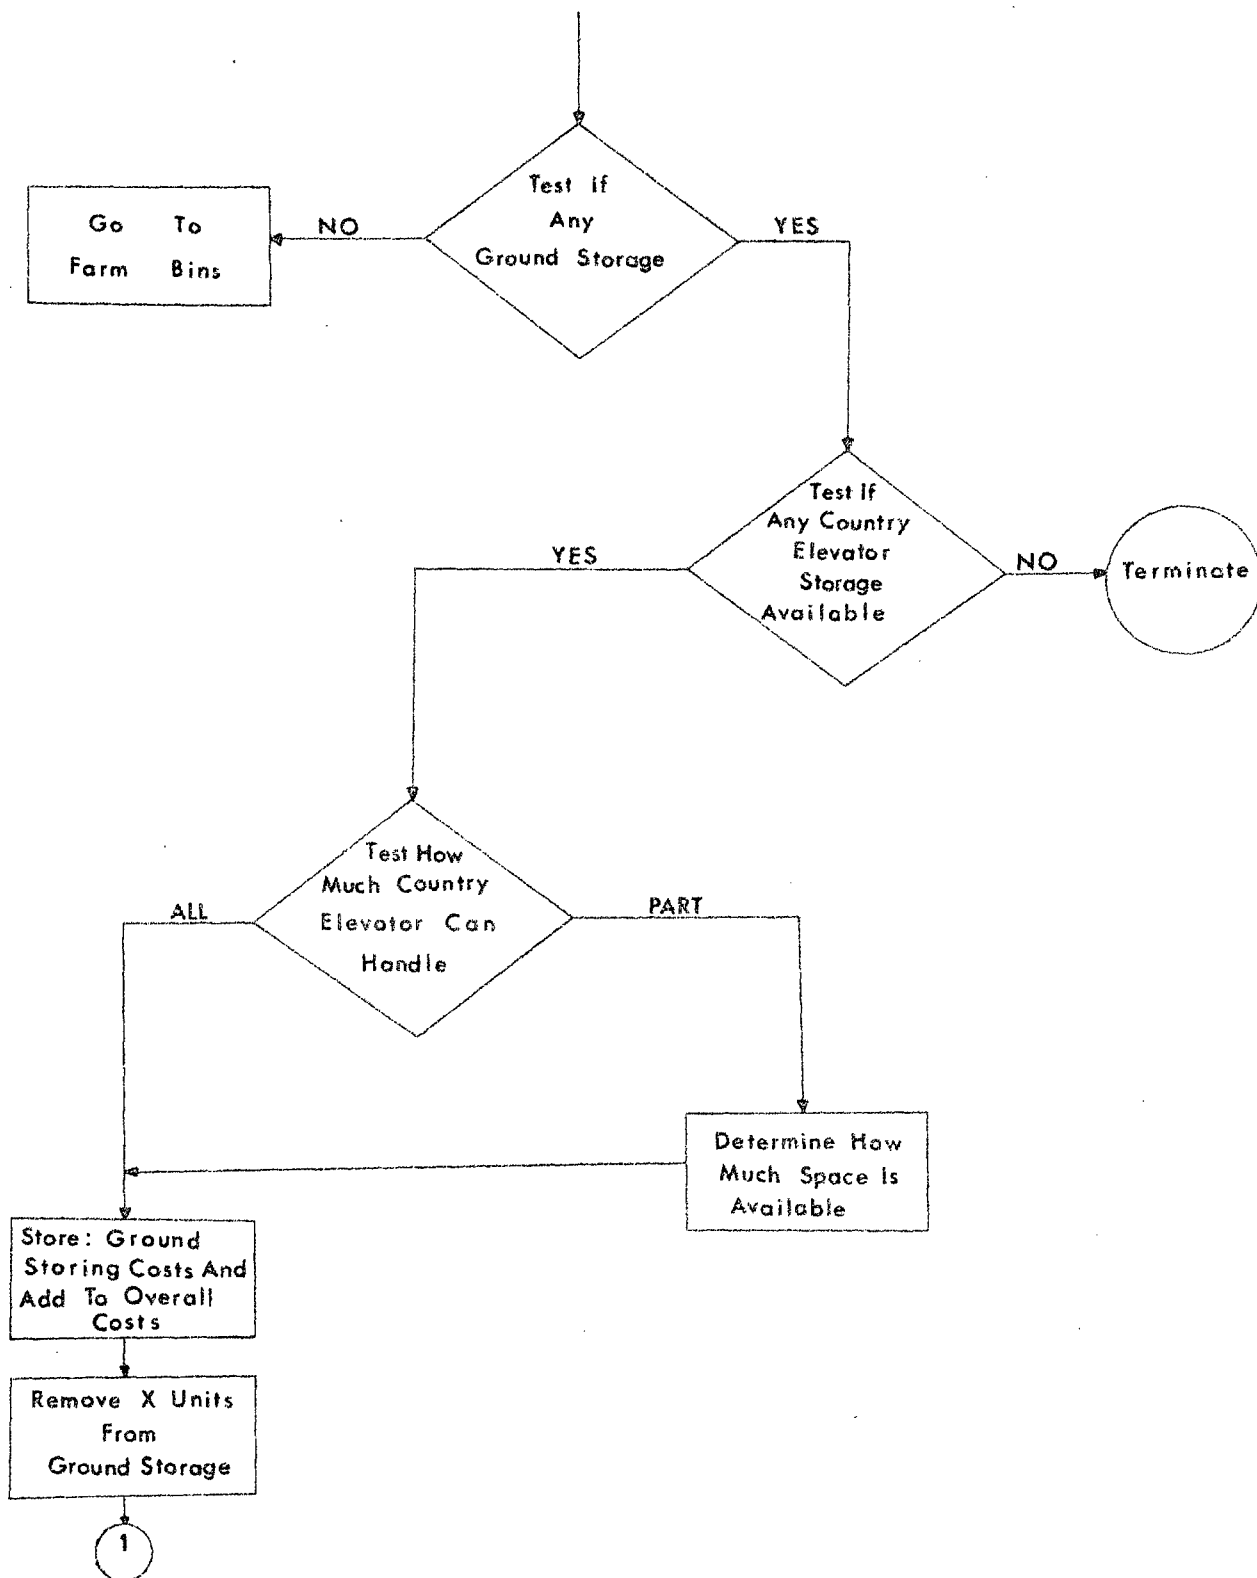 Test if
Any
Ground Storage
NO
YES
Go To
Farm Bins
Test if
Any Country
Elevator
Storage
Available
YES
NO
Terminate
Test How
Much Country
Elevator Can
Handle
ALL
PART
Determine How
Much Space Is
Available
Store: Ground
Storing Costs And
Add To Overall
Costs
Remove X Units
From
Ground Storage
1